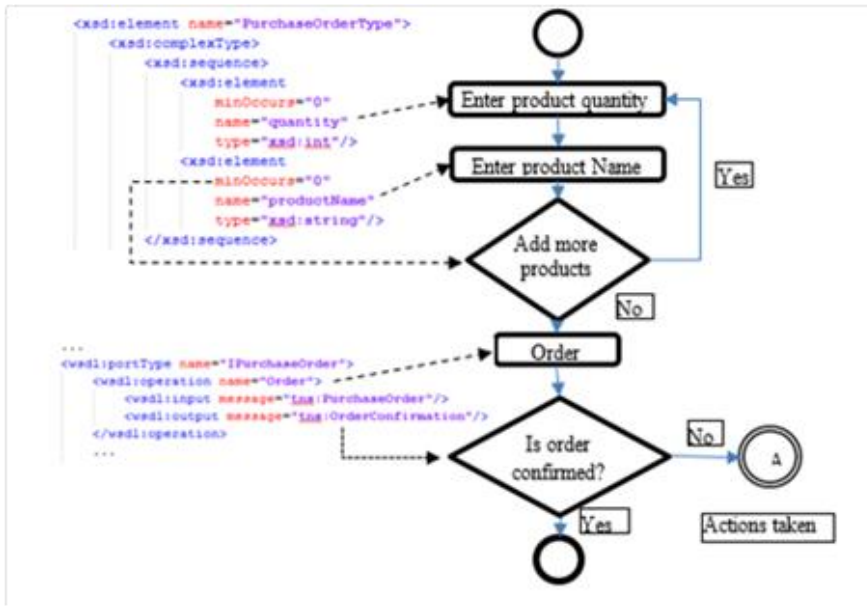 <xsd:element name="PurchaseOrderType">
<xsd:complexType>
<xsd:sequence>
<xsd:element
minOccurs="0"
name="quantity"
type="xsd:int"/>
<xsd:element
minOccurs="0"
name="productName"
type="xsd:string"/>
</xsd:sequence>
...
<wsdl:portType name="IPurchaseOrder">
<wsdl:operation name="Order">
<wsdl:input message="tns:PurchaseOrder"/>
<wsdl:output message="tns:OrderConfirmation"/>
</wsdl:operation>
...
Enter product quantity
Enter product Name
Yes
Add more
products
No
Order
Is order
confirmed?
No
A
Yes
Actions taken